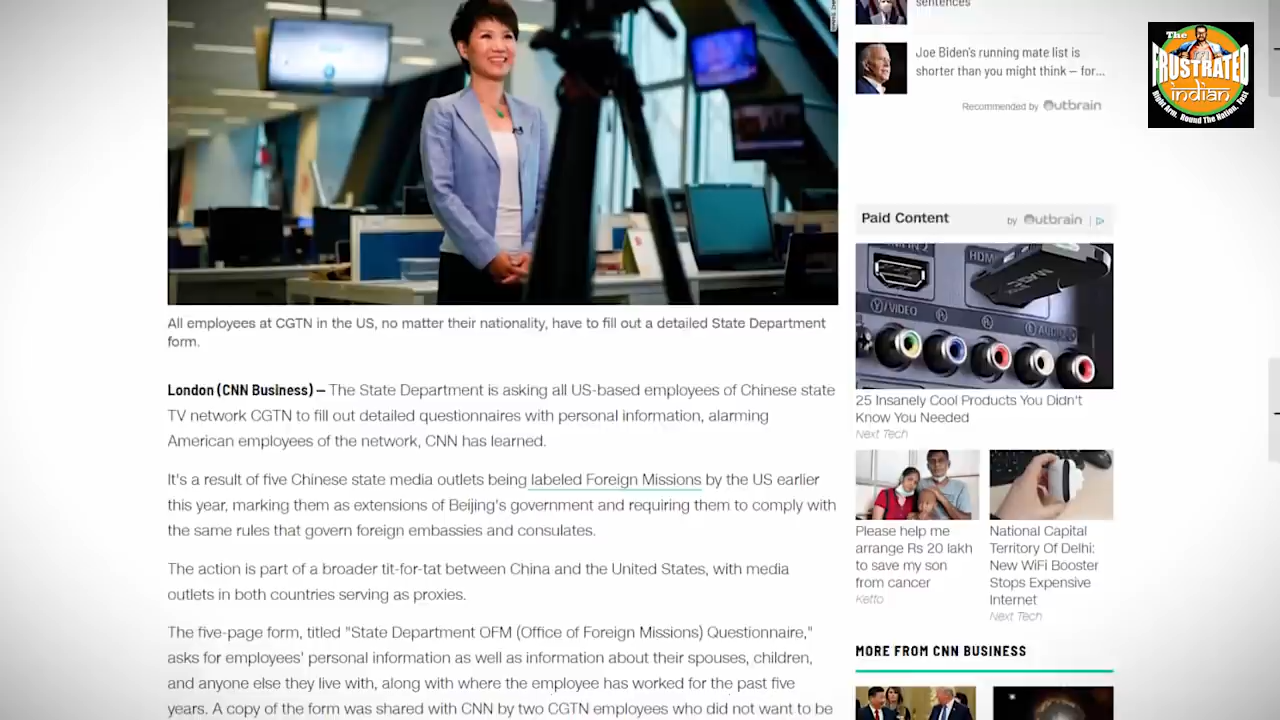 sentences
Joe Biden's running mate list is
shorter than you might think – for...
Recommended by Outbrain
The
FRUSTRATED
indian
Right Arm. Round The Nation. Fast
Paid Content by Outbrain
HDMI
Y/VIDEO
25 Insanely Cool Products You Didn't
Know You Needed
Next Tech
Please help me
arrange Rs 20 lakh
to save my son
from cancer
Ketto
National Capital
Territory Of Delhi:
New WiFi Booster
Stops Expensive
Internet
Next Tech
MORE FROM CNN BUSINESS
All employees at CGTN in the US, no matter their nationality, have to fill out a detailed State Department
form.
London (CNN Business) – The State Department is asking all US-based employees of Chinese state
TV network CGTN to fill out detailed questionnaires with personal information, alarming
American employees of the network, CNN has learned.
It's a result of five Chinese state media outlets being labeled Foreign Missions by the US earlier
this year, marking them as extensions of Beijing's government and requiring them to comply with
the same rules that govern foreign embassies and consulates.
The action is part of a broader tit-for-tat between China and the United States, with media
outlets in both countries serving as proxies.
The five-page form, titled "State Department OFM (Office of Foreign Missions) Questionnaire,"
asks for employees' personal information as well as information about their spouses, children,
and anyone else they live with, along with where the employee has worked for the past five
years. A copy of the form was shared with CNN by two CGTN employees who did not want to be